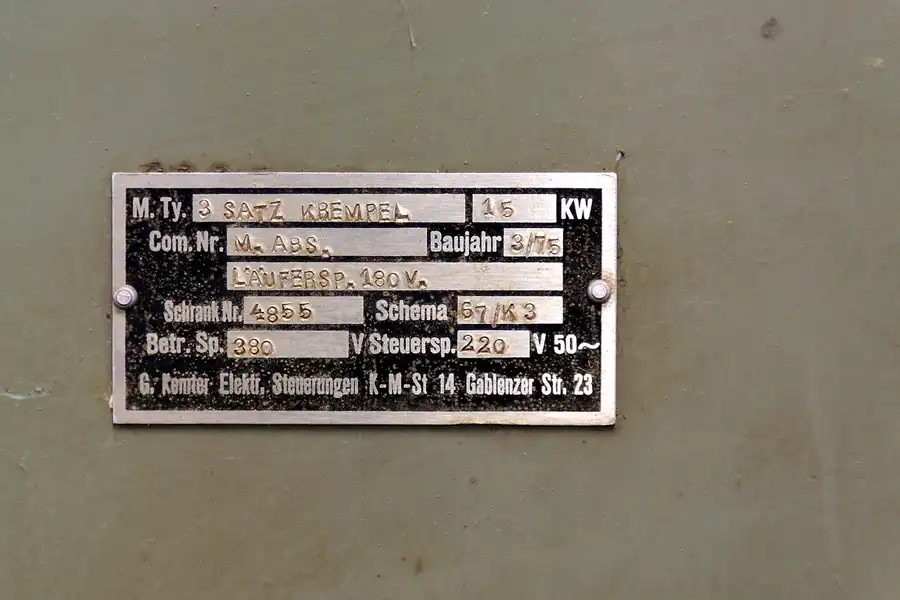 M. Ty. 3 SATZ KREMPEL 15 KW
Com. Nr. M. ABS. Baujahr 3/75
LÄUFERSP. 180 V.
Schrank Nr. 4855 Schema 67/K 3
Betr. Sp. 380 V Steuersp. 220 V 50~
G. Kemter Elektr. Steuerungen K-M-St 14 Gablenzer Str. 23